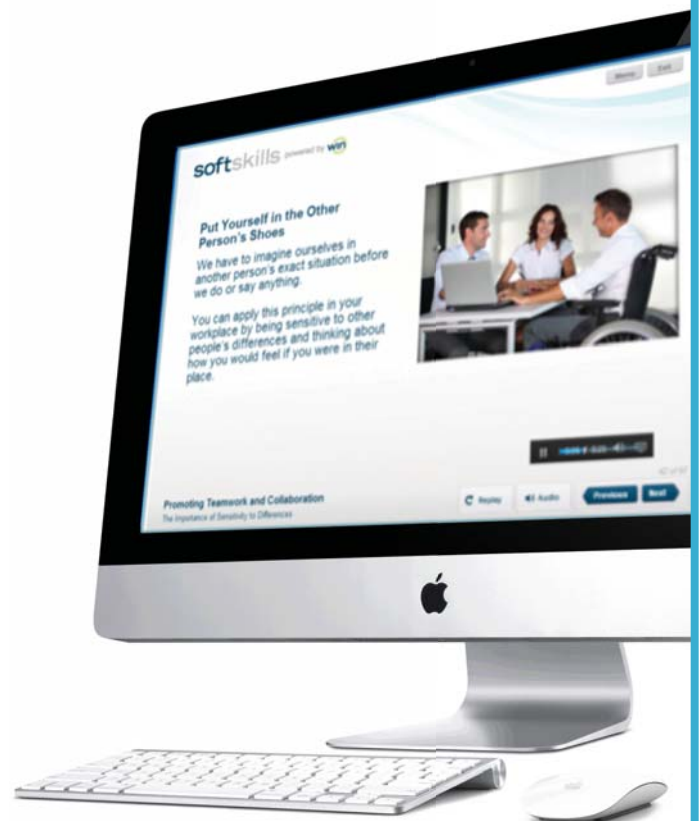 Menu Exit
softskills powered by win
Put Yourself in the Other
Person's Shoes
We have to imagine ourselves in
another person's exact situation before
we do or say anything.
You can apply this principle in your
workplace by being sensitive to other
people's differences and thinking about
how you would feel if you were in their
place.
Promoting Teamwork and Collaboration
The Importance of Sensitivity to Differences
Replay Audio Previous Next